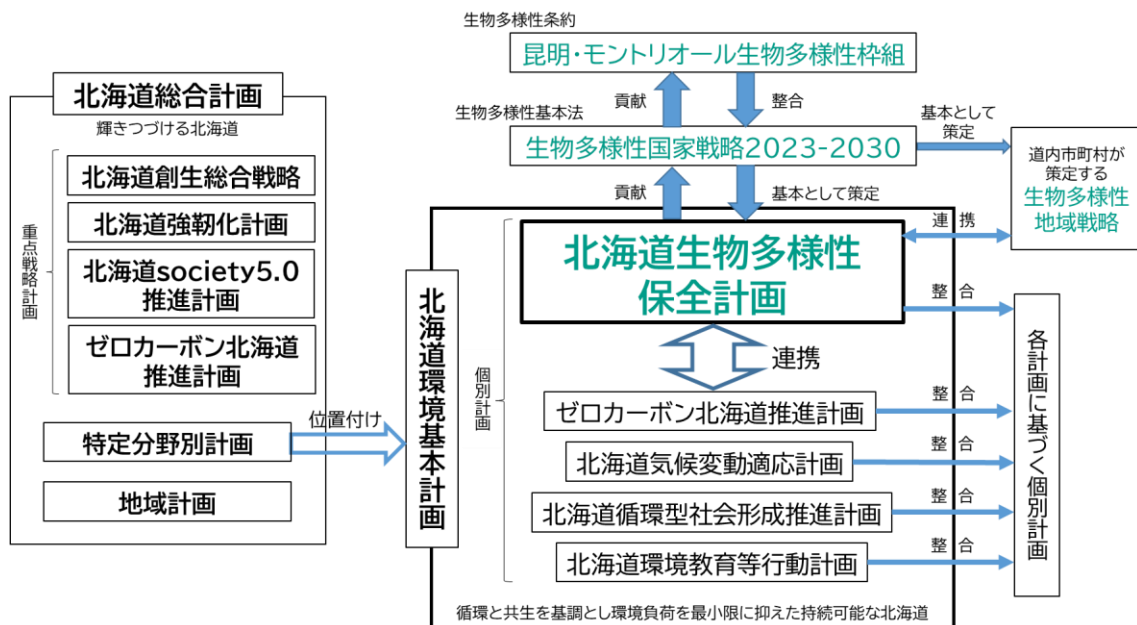 生物多様性条約
昆明・モントリオール生物多様性枠組
貢献
整合
生物多様性基本法
生物多様性国家戦略2023-2030
基本として
策定
道内市町村が
策定する
生物多様性
地域戦略
貢献
基本として策定
北海道総合計画
輝きつづける北海道
重点戦略計画
北海道創生総合戦略
北海道強靭化計画
北海道society5.0
推進計画
ゼロカーボン北海道
推進計画
特定分野別計画
地域計画
位置付け
北海道環境基本計画
個別計画
北海道生物多様性
保全計画
連携
連携
整合
ゼロカーボン北海道推進計画
整合
北海道気候変動適応計画
整合
北海道循環型社会形成推進計画
整合
北海道環境教育等行動計画
整合
各計画に基づく個別計画
循環と共生を基調とし環境負荷を最小限に抑えた持続可能な北海道